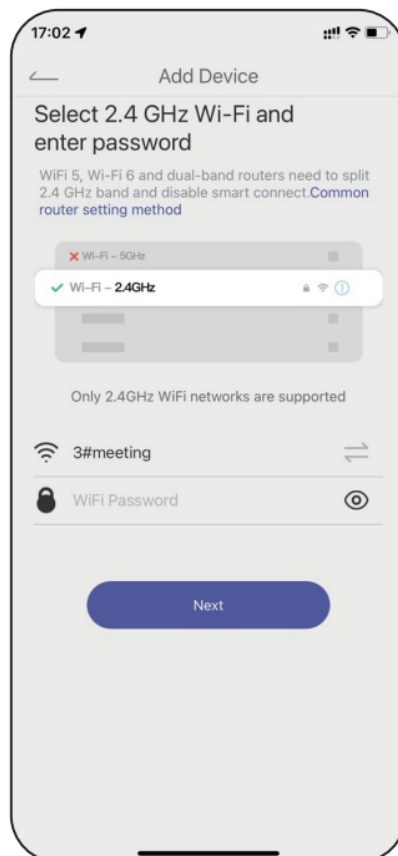 17:02
Add Device
Select 2.4 GHz Wi-Fi and
enter password
WiFi 5, Wi-Fi 6 and dual-band routers need to split
2.4 GHz band and disable smart connect.Common
router setting method
Wi-Fi – 5GHz
Wi-Fi – 2.4GHz
Only 2.4GHz WiFi networks are supported
3#meeting
WiFi Password
Next